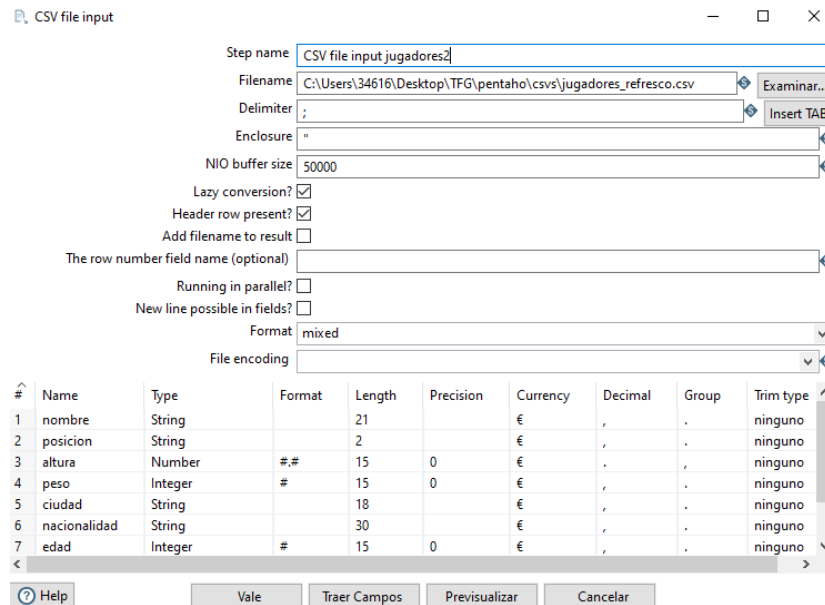 CSV file input
Step name CSV file input jugadores2
Filename C:\Users\34616\Desktop\TFG\pentaho\csvs\jugadores_refresco.csv Examinar...
Delimiter ; Insert TAB
Enclosure "
NIO buffer size 50000
Lazy conversion?
Header row present?
Add filename to result
The row number field name (optional)
Running in parallel?
New line possible in fields?
Format mixed
File encoding
# Name Type Format Length Precision Currency Decimal Group Trim type
1 nombre String 21 € , . ninguno
2 posicion String 2 € , . ninguno
3 altura Number #.# 15 0 € . , ninguno
4 peso Integer # 15 0 € , . ninguno
5 ciudad String 18 € , . ninguno
6 nacionalidad String 30 € , . ninguno
7 edad Integer # 15 0 € , . ninguno
Help Vale Traer Campos Previsualizar Cancelar